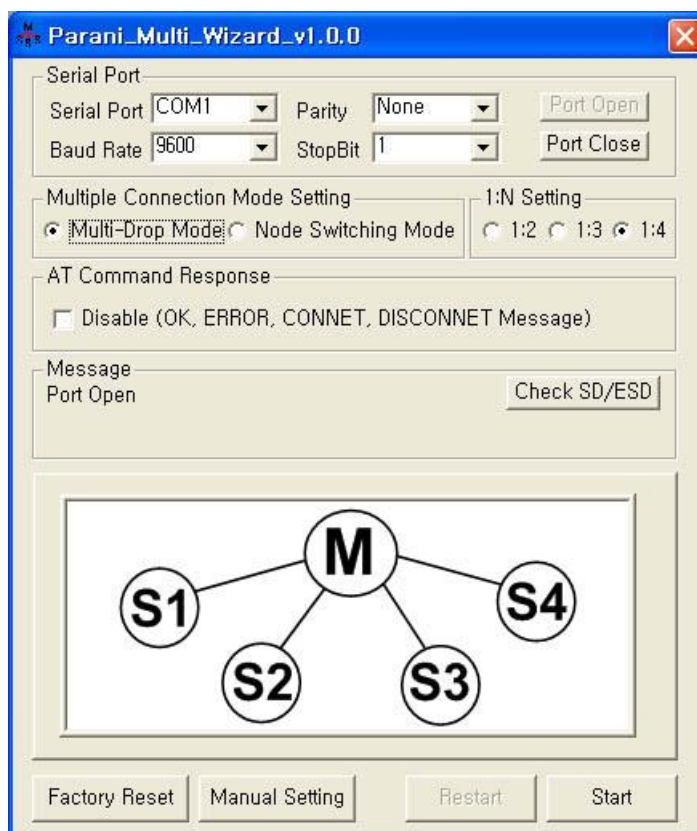 Parani_Multi_Wizard_v1.0.0
Serial Port
Serial Port COM1 Parity None Port Open
Baud Rate 9600 StopBit 1 Port Close
Multiple Connection Mode Setting
Multi-Drop Mode Node Switching Mode
1:N Setting
1:2 1:3 1:4
AT Command Response
Disable (OK, ERROR, CONNET, DISCONNET Message)
Message
Port Open
Check SD/ESD
M
S1 S4
S2 S3
Factory Reset Manual Setting Restart Start